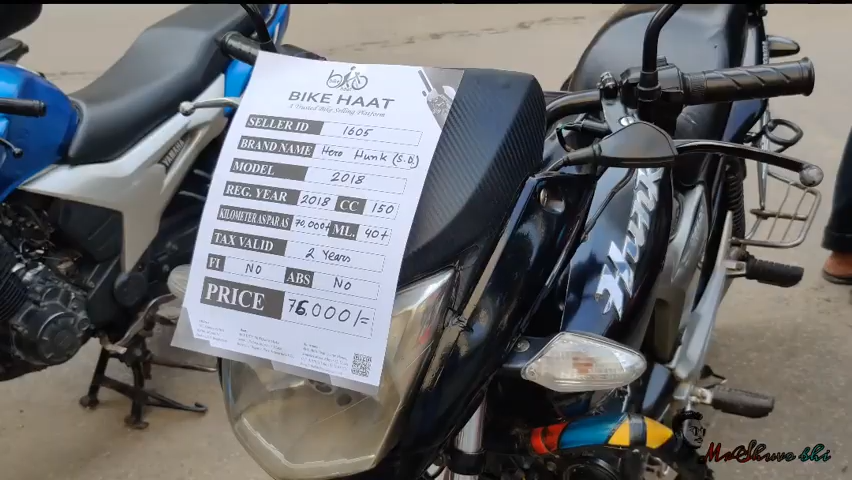 BIKE HAAT
A Trusted Bike Selling Platform
SELLER ID 1605
BRAND NAME Hero Hunk (S.D)
MODEL 2018
REG. YEAR 2018 CC 150
KILOMETER AS/PAR AS 70,000+ ML. 40+
TAX VALID 2 Years
FI NO ABS No
PRICE 76,000/=
YAMAHA
Hunk
MrShuvo bhi